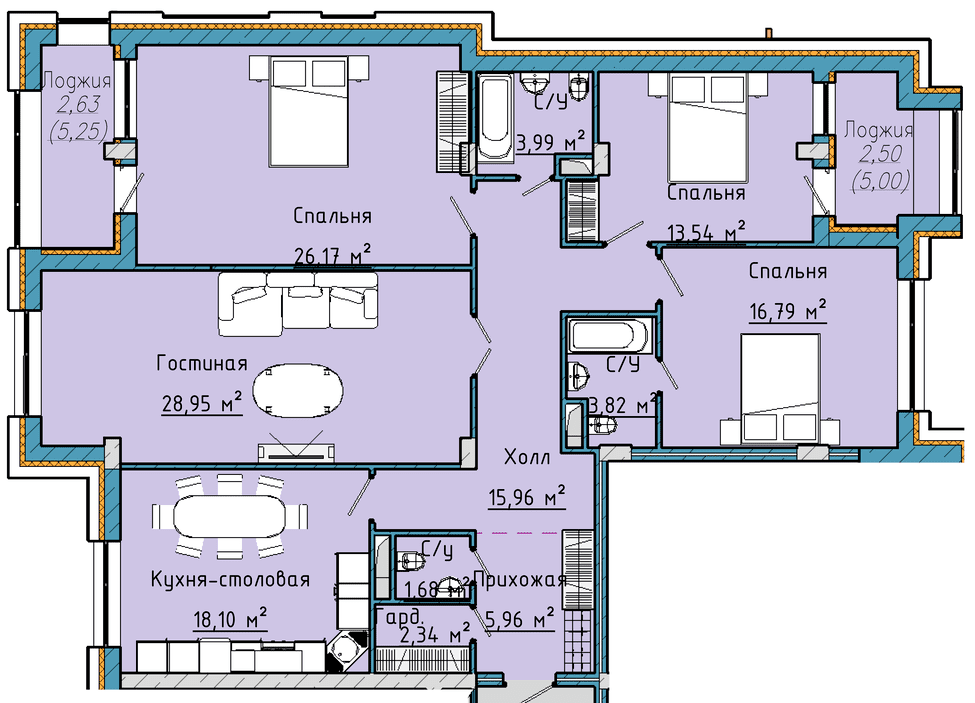 Лоджия
2,63
(5,25)
С/У
3,99 м²
Лоджия
2,50
(5,00)
Спальня
26,17 м²
Спальня
13,54 м²
Спальня
16,79 м²
Гостиная
28,95 м²
С/У
3,82 м²
Холл
15,96 м²
Кухня-столовая
18,10 м²
С/у
1,68 м²
Прихожая
5,96 м²
Гард.
2,34 м²